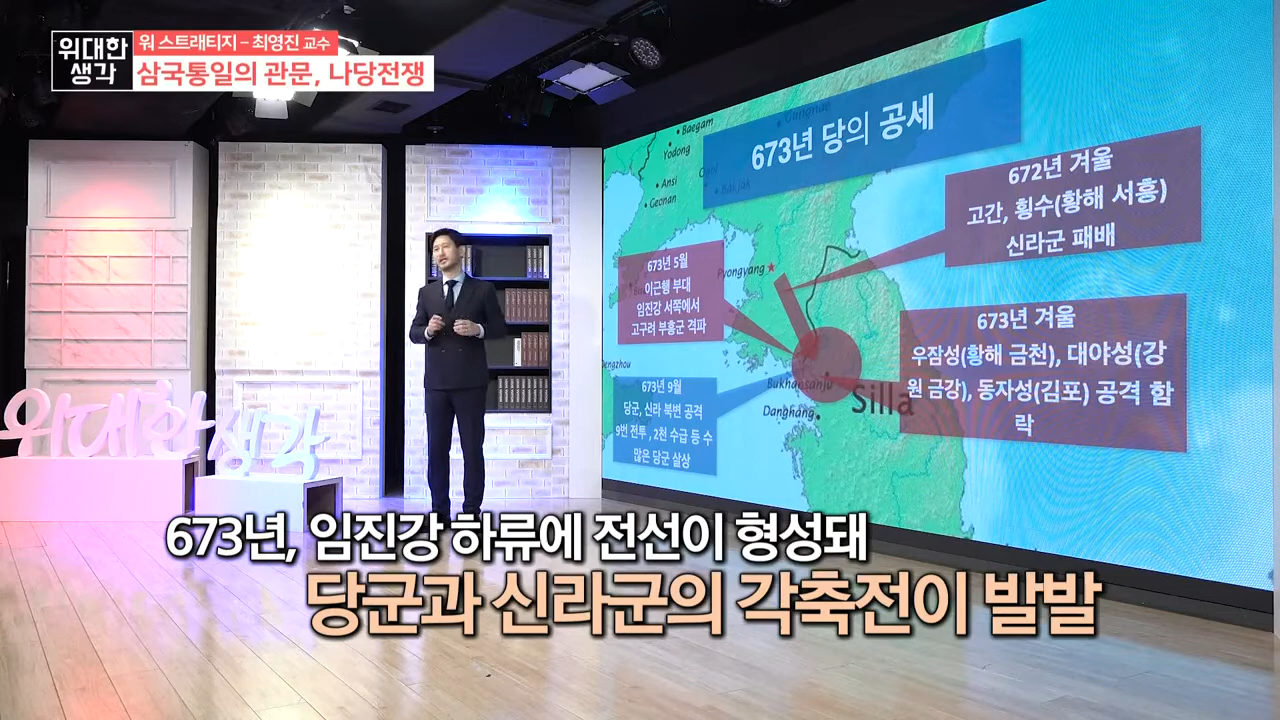 위대한
생각
워 스트래티지 – 최영진 교수
삼국통일의 관문, 나당전쟁
673년 당의 공세
Baegam
Yodong
Ansi
Geonan
Bakjak
672년 겨울
고간, 횡수(황해 서흥)
신라군 패배
673년 5월
이근행 부대
임진강 서쪽에서
고구려 부흥군 격파
Pyongyang
673년 겨울
우잠성(황해 금천), 대야성(강
원 금강), 동자성(김포) 공격 함
락
673년 9월
당군, 신라 북변 공격
9번 전투 , 2천 수급 등 수
많은 당군 살상
Bukhansanju
Danghang
Silla
위대한 생각
673년, 임진강 하류에 전선이 형성돼
당군과 신라군의 각축전이 발발